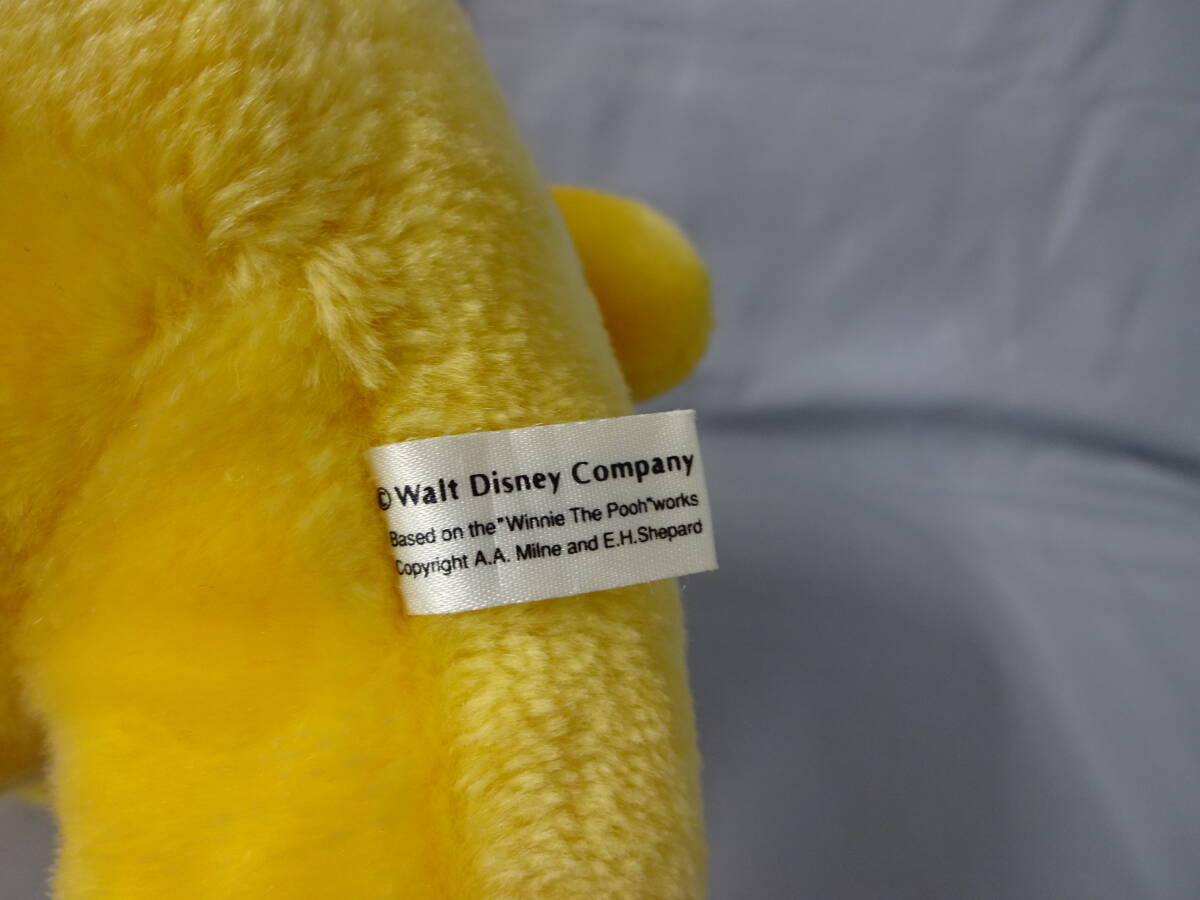 ©Walt Disney Company
Based on the"Winnie The Pooh"works
Copyright A.A. Milne and E.H.Shepard